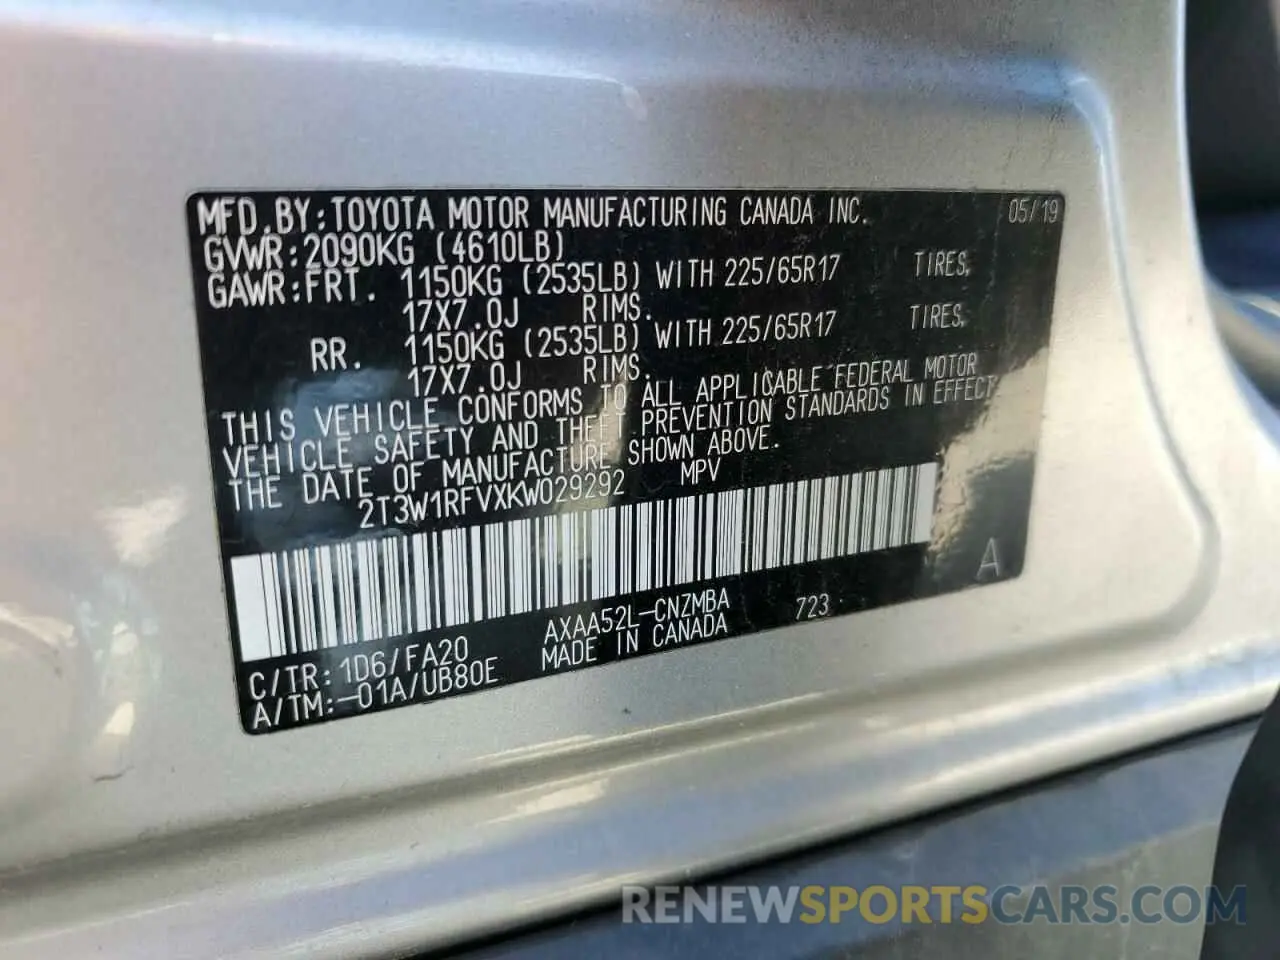 MFD.BY:TOYOTA MOTOR MANUFACTURING CANADA INC. 05/19
GVWR:2090KG (4610LB)
GAWR:FRT. 1150KG (2535LB) WITH 225/65R17 TIRES,
17X7.0J RIMS.
RR. 1150KG (2535LB) WITH 225/65R17 TIRES,
17X7.0J RIMS.
THIS VEHICLE CONFORMS TO ALL APPLICABLE FEDERAL MOTOR
VEHICLE SAFETY AND THEFT PREVENTION STANDARDS IN EFFECT
THE DATE OF MANUFACTURE SHOWN ABOVE.
2T3W1RFVXKW029292 MPV
A
C/TR:1D6/FA20 AXAA52L-CNZMBA 723
A/TM:-01A/UB80E MADE IN CANADA
RENEWSPORTSCARS.COM